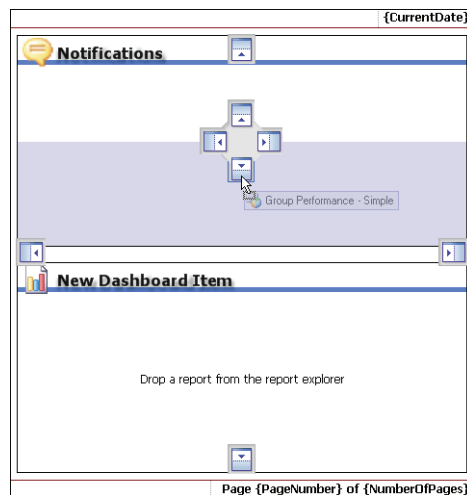 {CurrentDate}
Notifications
Group Performance - Simple
New Dashboard Item
Drop a report from the report explorer
Page {PageNumber} of {NumberOfPages}